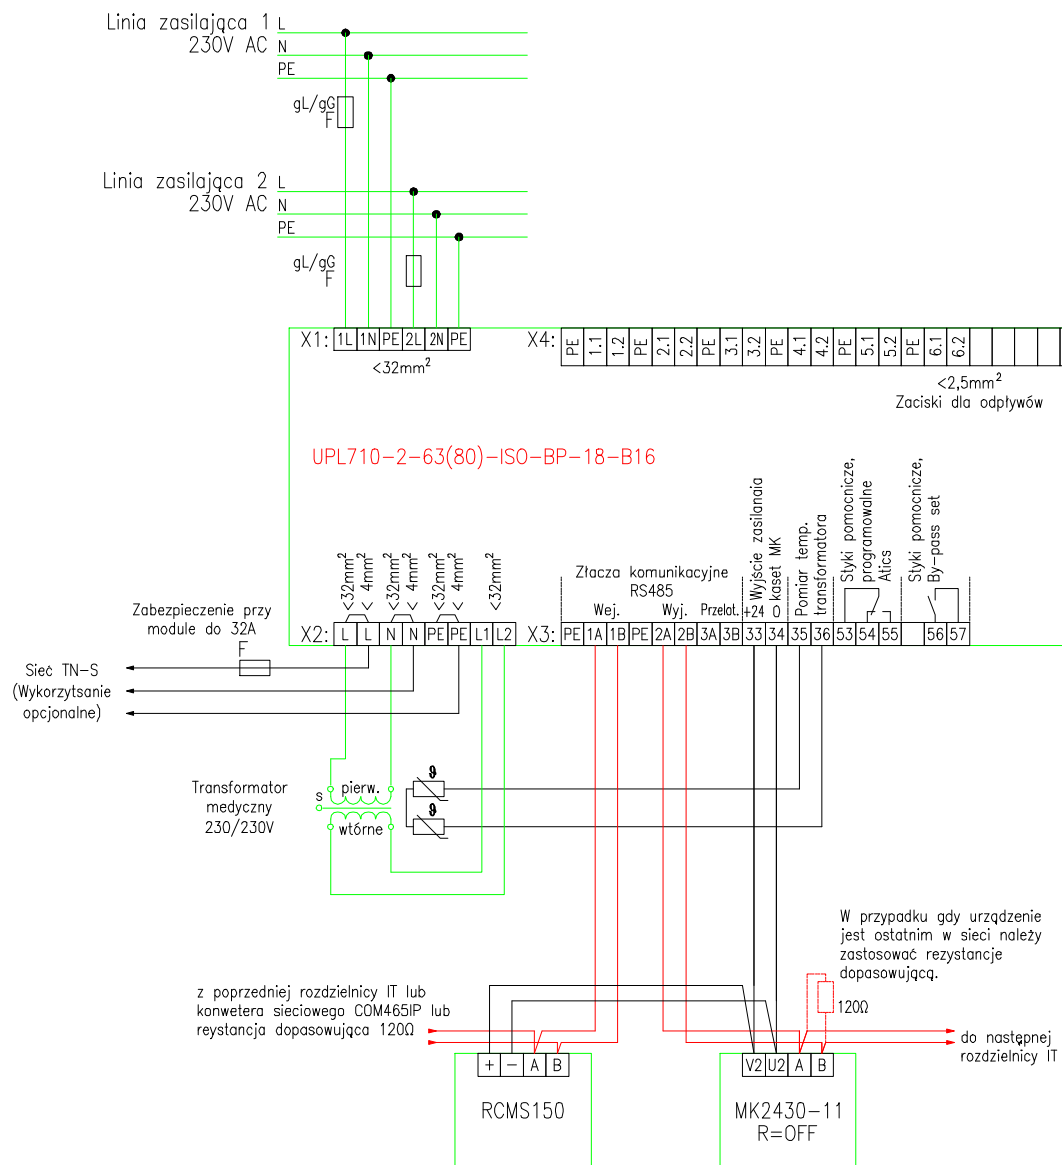 Linia zasilająca 1 L
230V AC N
PE
gL/gG
F
Linia zasilająca 2 L
230V AC N
PE
gL/gG
F
X1: 1L 1N PE 2L 2N PE
<32mm²
X4: PE 1.1 1.2 PE 2.1 2.2 PE 3.1 3.2 PE 4.1 4.2 PE 5.1 5.2 PE 6.1 6.2
<2,5mm²
Zaciski dla odpływów
UPL710-2-63(80)-ISO-BP-18-B16
<32mm²
< 4mm²
<32mm²
< 4mm²
<32mm²
< 4mm²
<32mm²
Złacza komunikacyjne
RS485
Wej. Wyj. Przelot.
Wyjście zasilanaia
kaset MK
+24 0
Pomiar temp.
transformatora
Styki pomocnicze,
programowalne
Atics
Styki pomocnicze,
By-pass set
X2: L L N N PE PE L1 L2
X3: PE 1A 1B PE 2A 2B 3A 3B 33 34 35 36 53 54 55 56 57
Zabezpieczenie przy
module do 32A
F
Sieć TN-S
(Wykorzytsanie
opcjonalne)
Transformator
medyczny
230/230V
s
pierw.
wtórne
ϑ
ϑ
W przypadku gdy urządzenie
jest ostatnim w sieci należy
zastosować rezystancje
dopasowującą.
120Ω
z poprzedniej rozdzielnicy IT lub
konwetera sieciowego COM465IP lub
reystancja dopasowująca 120Ω
do następnej
rozdzielnicy IT
+ - A B
RCMS150
V2 U2 A B
MK2430-11
R=OFF